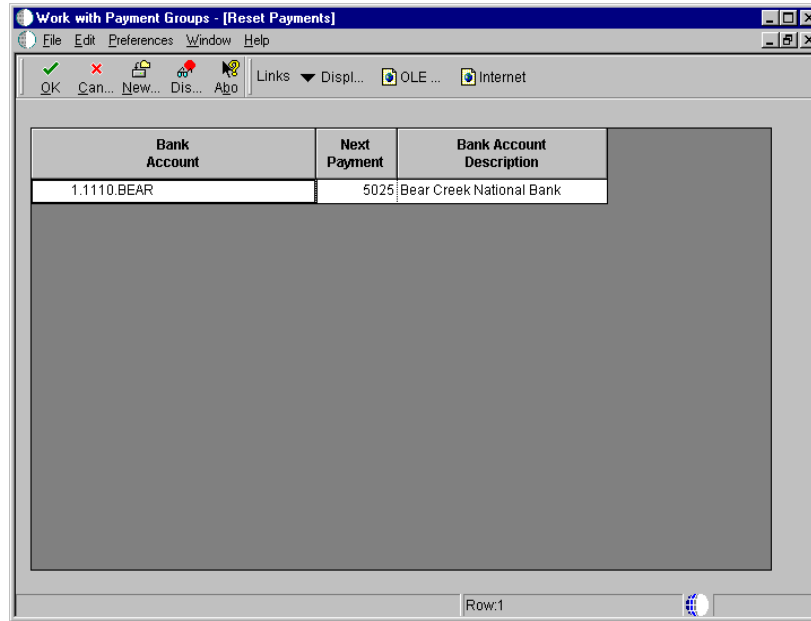 Work with Payment Groups - [Reset Payments]
File Edit Preferences Window Help
OK Can... New... Dis... Abo Links Displ... OLE ... Internet
Bank Account Next Payment Bank Account Description
1.1110.BEAR 5025 Bear Creek National Bank
Row:1